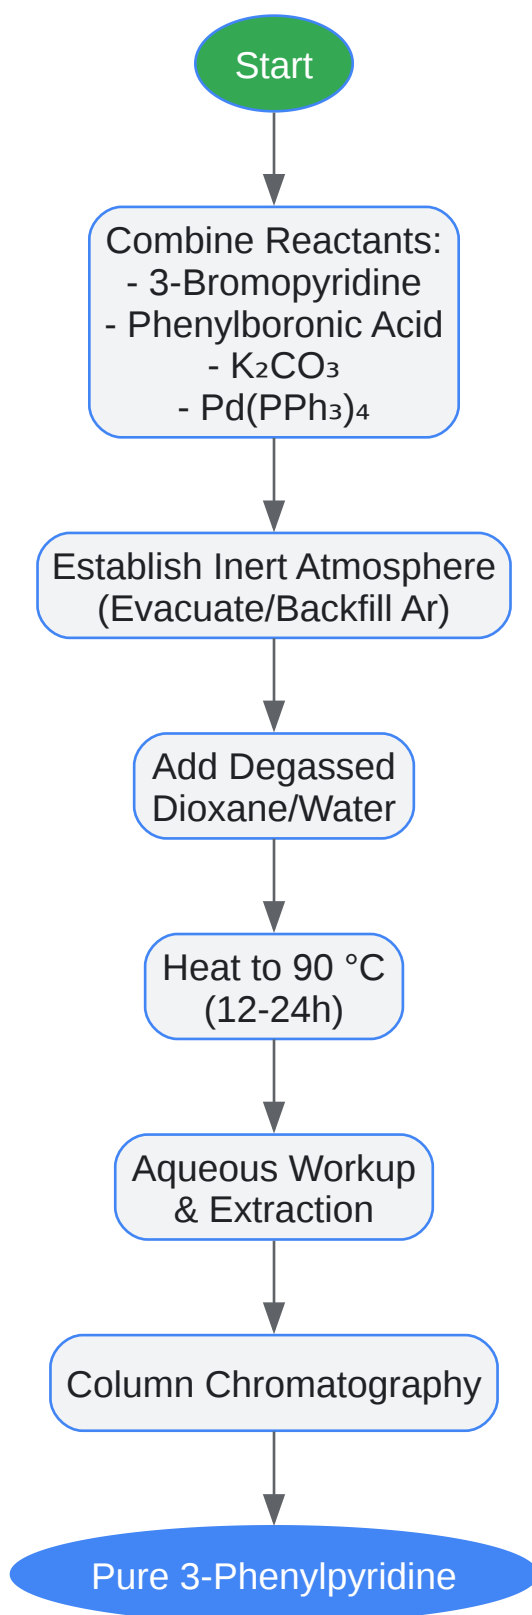 Start
Combine Reactants:
- 3-Bromopyridine
- Phenylboronic Acid
- K₂CO₃
- Pd(PPh₃)₄
Establish Inert Atmosphere
(Evacuate/Backfill Ar)
Add Degassed
Dioxane/Water
Heat to 90 °C
(12-24h)
Aqueous Workup
& Extraction
Column Chromatography
Pure 3-Phenylpyridine